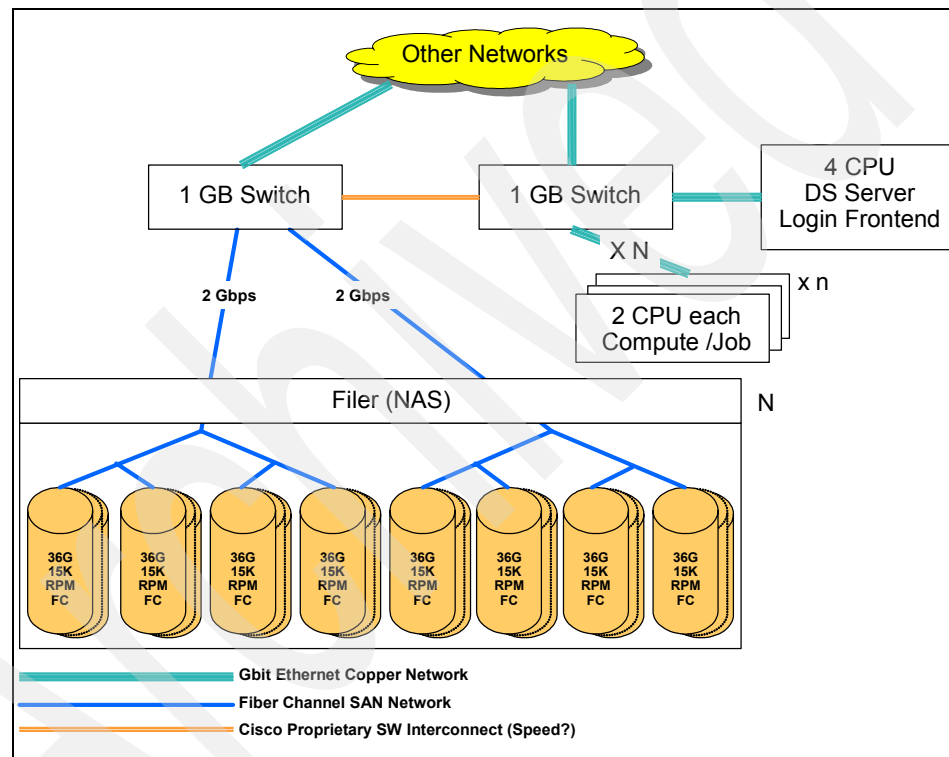 Other Networks
1 GB Switch
1 GB Switch
4 CPU
DS Server
Login Frontend
X N
x n
2 CPU each
Compute /Job
2 Gbps
2 Gbps
Filer (NAS)
N
36G
15K
RPM
FC
36G
15K
RPM
FC
36G
15K
RPM
FC
36G
15K
RPM
FC
36G
15K
RPM
FC
36G
15K
RPM
FC
36G
15K
RPM
FC
36G
15K
RPM
FC
Gbit Ethernet Copper Network
Fiber Channel SAN Network
Cisco Proprietary SW Interconnect (Speed?)
Archived